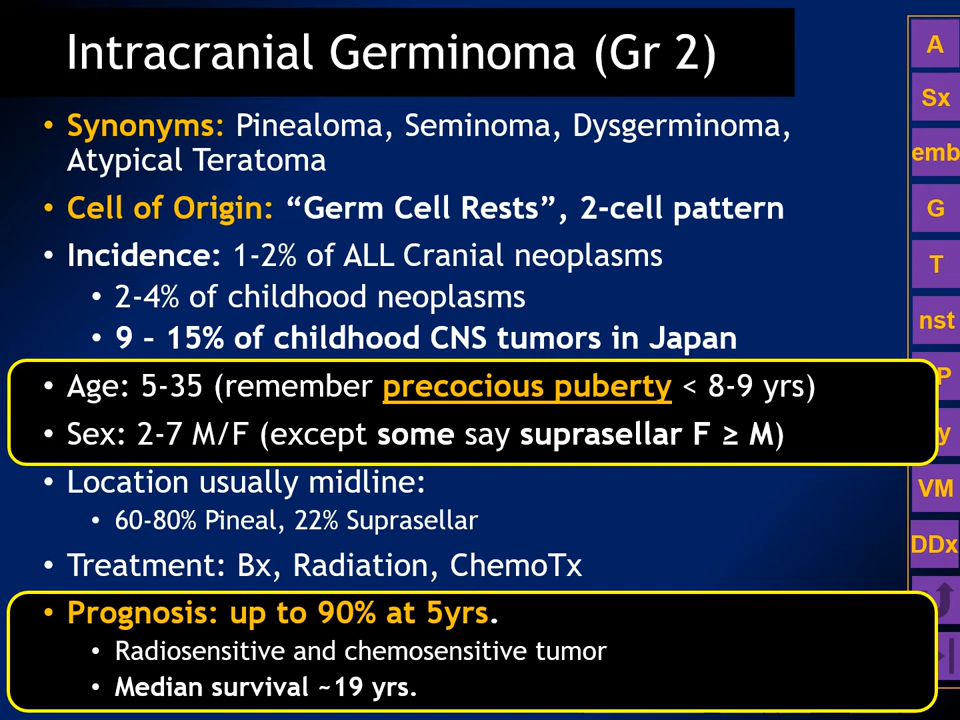 Intracranial Germinoma (Gr 2)
• Synonyms: Pinealoma, Seminoma, Dysgerminoma,
Atypical Teratoma
• Cell of Origin: “Germ Cell Rests”, 2-cell pattern
• Incidence: 1-2% of ALL Cranial neoplasms
• 2-4% of childhood neoplasms
• 9 – 15% of childhood CNS tumors in Japan
• Age: 5-35 (remember precocious puberty < 8-9 yrs)
• Sex: 2-7 M/F (except some say suprasellar F ≥ M)
• Location usually midline:
• 60-80% Pineal, 22% Suprasellar
• Treatment: Bx, Radiation, ChemoTx
• Prognosis: up to 90% at 5yrs.
• Radiosensitive and chemosensitive tumor
• Median survival ~19 yrs.
A
Sx
emb
G
T
nst
P
y
VM
DDx